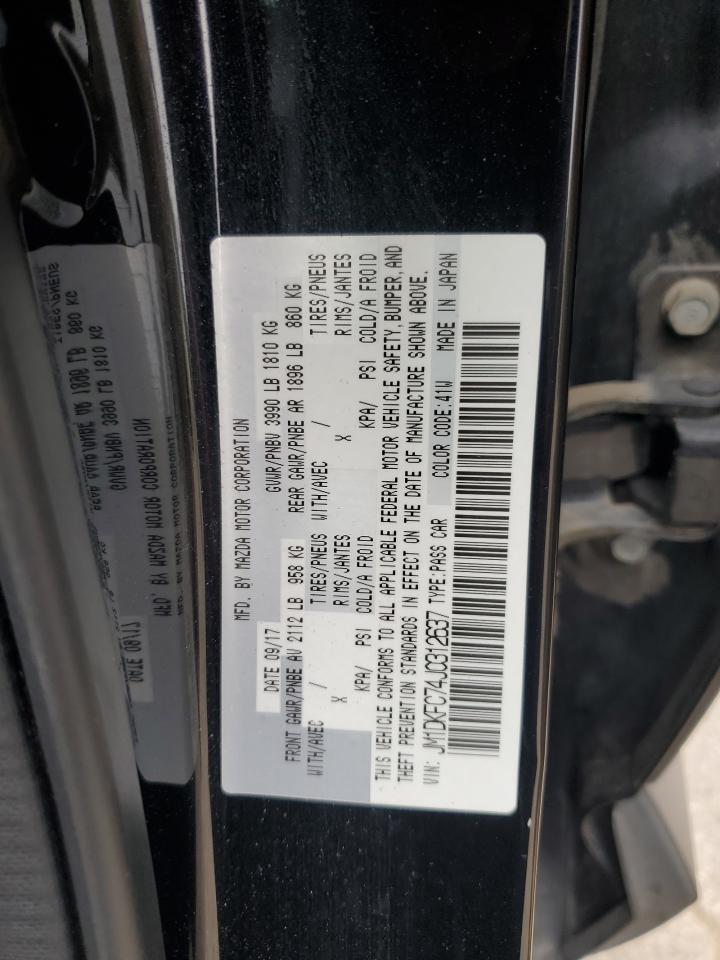 MFD. BY MAZDA MOTOR CORPORATION
DATE 09/17 GVWR/PNBV 3990 LB 1810 KG
FRONT GAWR/PNBE AV 2112 LB 958 KG REAR GAWR/PNBE AR 1896 LB 860 KG
WITH/AVEC / TIRES/PNEUS WITH/AVEC / TIRES/PNEUS
X RIMS/JANTES X RIMS/JANTES
KPA/ PSI COLD/A FROID KPA/ PSI COLD/A FROID
THIS VEHICLE CONFORMS TO ALL APPLICABLE FEDERAL MOTOR VEHICLE SAFETY, BUMPER, AND
THEFT PREVENTION STANDARDS IN EFFECT ON THE DATE OF MANUFACTURE SHOWN ABOVE.
VIN: JM1DKFC74J0312637 TYPE:PASS CAR COLOR CODE:41W MADE IN JAPAN